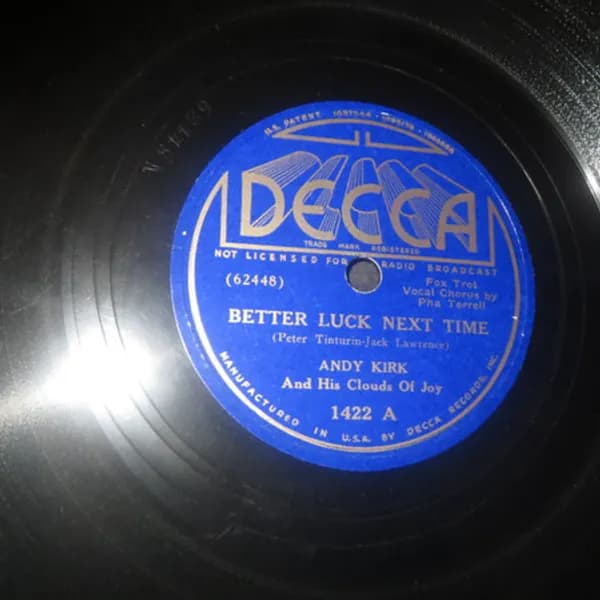 U.S. PATENT
DECCA
TRADE MARK REGISTERED
NOT LICENSED FOR RADIO BROADCAST
(62448)
Fox Trot
Vocal Chorus by
Pha Terrell
BETTER LUCK NEXT TIME
(Peter Tinturin-Jack Lawrence)
ANDY KIRK
And His Clouds Of Joy
1422 A
MANUFACTURED IN U.S.A. BY DECCA RECORDS, INC.